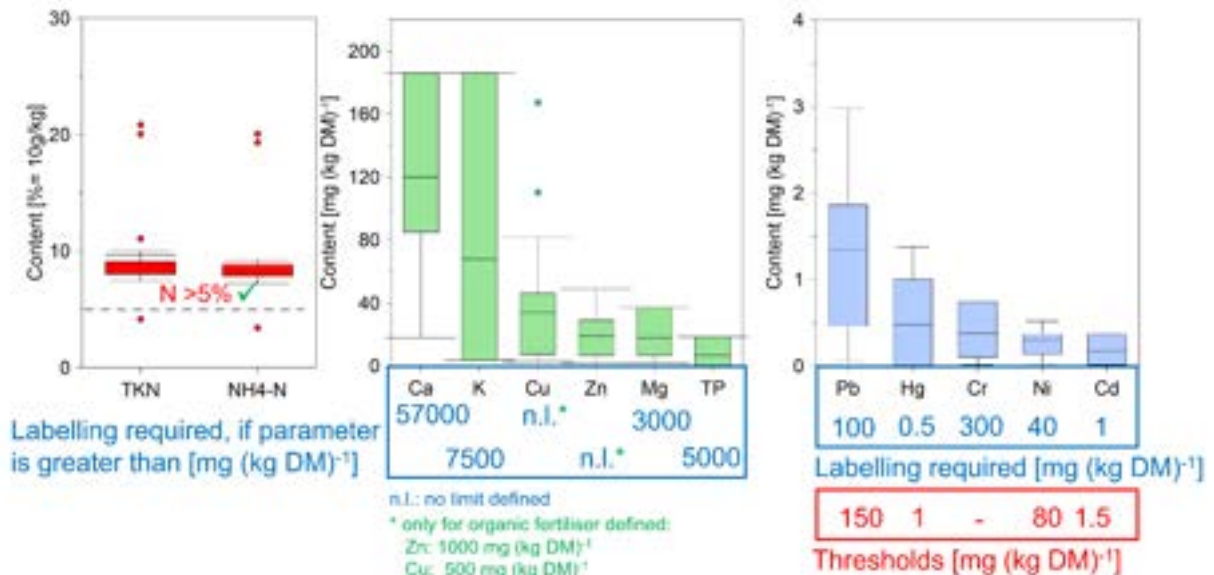 Content [%= 10g/kg]
30
20
10
0
N >5% ✓
TKN NH4-N
Labelling required, if parameter
is greater than [mg (kg DM)-1]
Content [mg (kg DM)-1]
200
160
120
80
40
0
Ca K Cu Zn Mg TP
57000 n.l.* 3000
7500 n.l.* 5000
n.l.: no limit defined
* only for organic fertiliser defined:
Zn: 1000 mg (kg DM)-1
Cu: 500 mg (kg DM)-1
Content [mg (kg DM)-1]
4
3
2
1
0
Pb Hg Cr Ni Cd
100 0.5 300 40 1
Labelling required [mg (kg DM)-1]
150 1 - 80 1.5
Thresholds [mg (kg DM)-1]